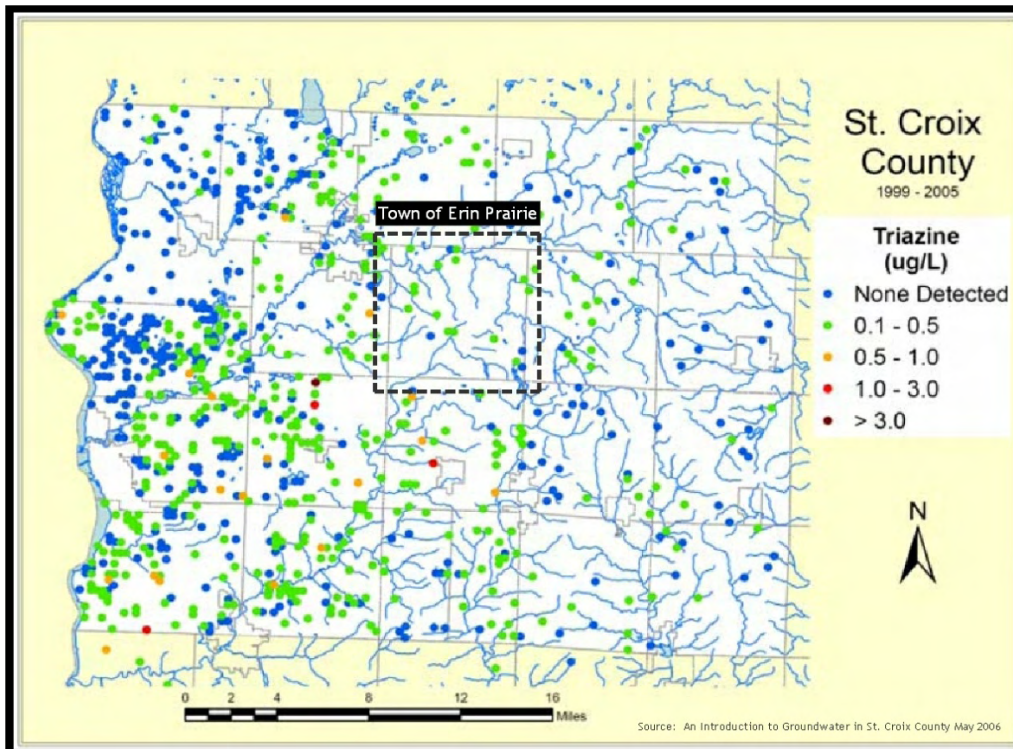 St. Croix
County
1999 - 2005
Town of Erin Prairie
Triazine
(ug/L)
None Detected
0.1 - 0.5
0.5 - 1.0
1.0 - 3.0
> 3.0
N
0 2 4 8 12 16
Miles
Source: An Introduction to Groundwater in St. Croix County May 2006